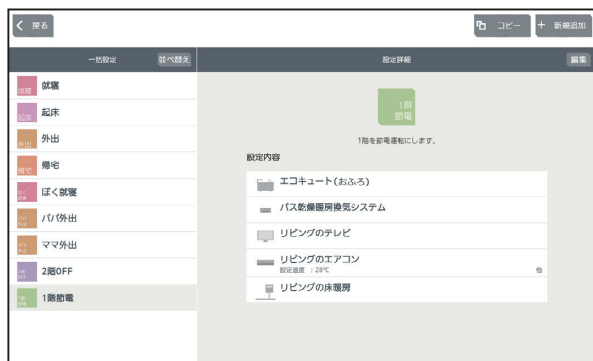 戻る
コピー
新規追加
一括設定
並べ替え
設定詳細
編集
就寝
就寝
起床
起床
外出
外出
帰宅
帰宅
ぼく就寝
パパ外出
ママ外出
2階OFF
1階節電
1階
節電
1階を節電運転にします。
設定内容
エコキュート(おふろ)
バス乾燥暖房換気システム
リビングのテレビ
リビングのエアコン
設定温度 : 28℃
他
リビングの床暖房